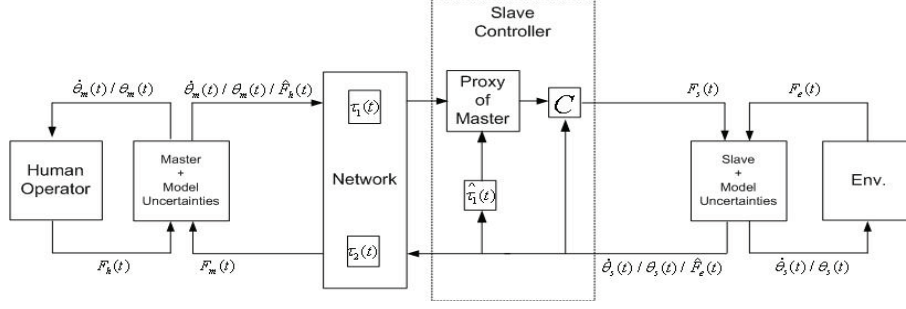 Slave
Controller
θ̇ₘ(t) / θₘ(t)
θ̇ₘ(t) / θₘ(t) / F̂ₕ(t)
τ₁(t)
Proxy
of
Master
C
Fₛ(t)
Fₑ(t)
Human
Operator
Master
+
Model
Uncertainties
Network
τ̂₁(t)
Slave
+
Model
Uncertainties
Env.
τ₂(t)
Fₕ(t)
Fₘ(t)
θ̇ₛ(t) / θₛ(t) / F̂ₑ(t)
θ̇ₛ(t) / θₛ(t)